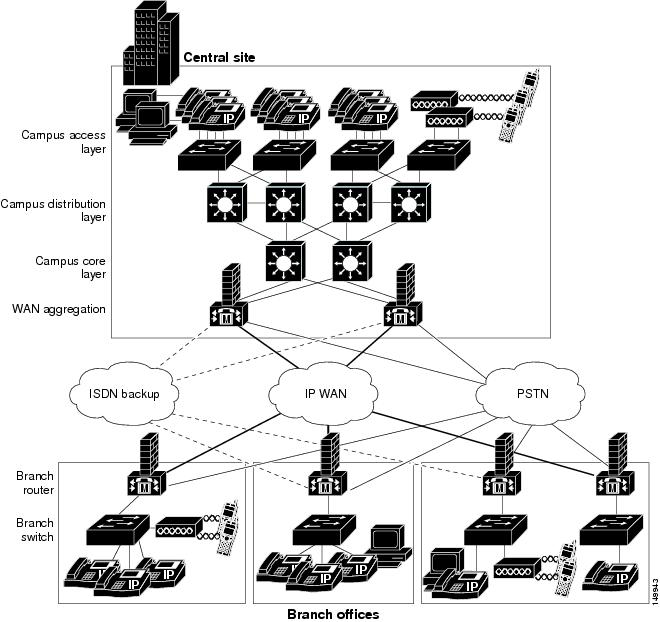 Central site
IP IP IP
Campus access
layer
Campus distribution
layer
Campus core
layer
WAN aggregation
M M
ISDN backup IP WAN PSTN
Branch
router
M M M M
Branch
switch
IP IP IP
IP IP IP
IP IP
Branch offices
148943